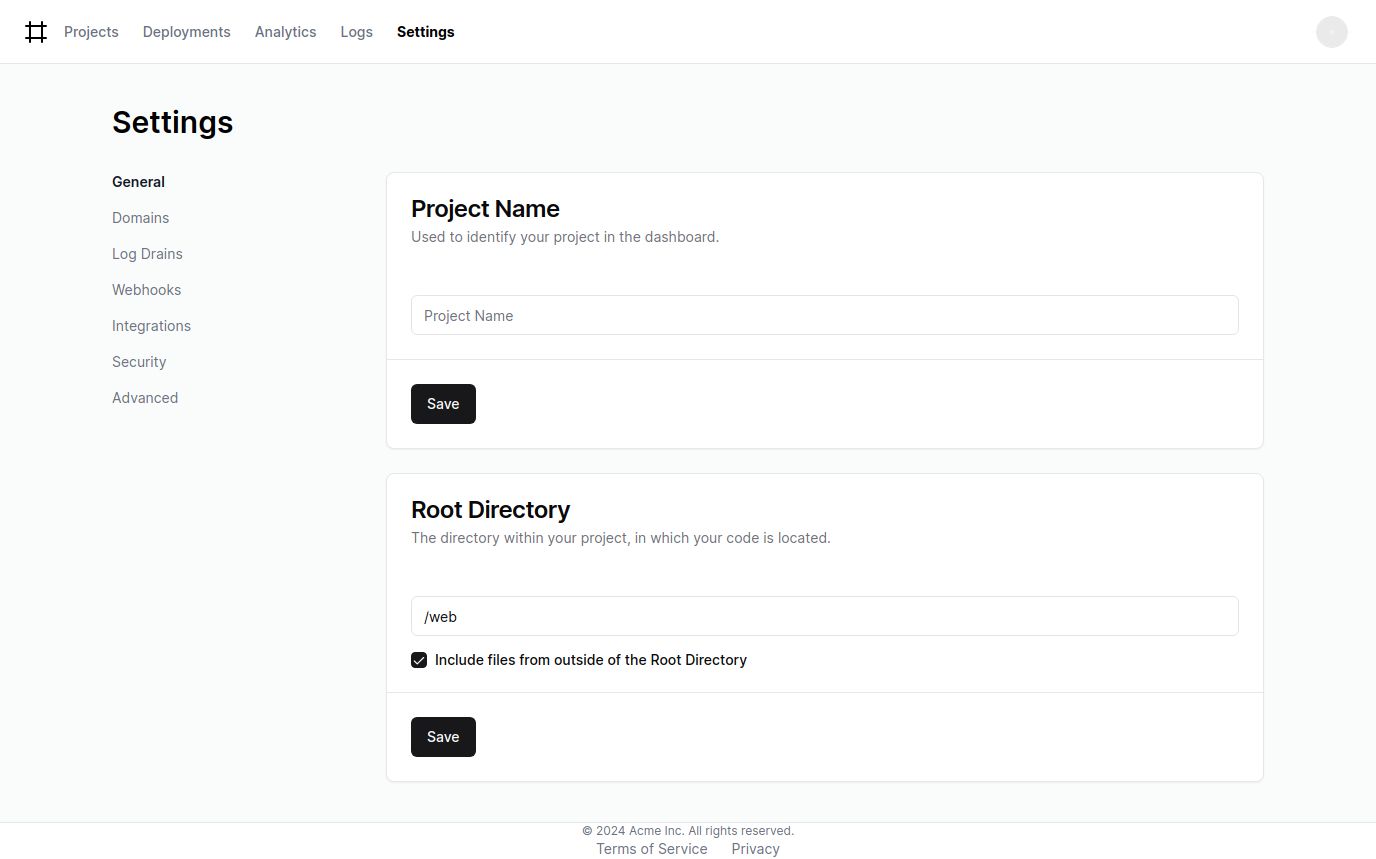 Projects Deployments Analytics Logs Settings
Settings
General
Domains
Log Drains
Webhooks
Integrations
Security
Advanced
Project Name
Used to identify your project in the dashboard.
Project Name
Save
Root Directory
The directory within your project, in which your code is located.
/web
Include files from outside of the Root Directory
Save
© 2024 Acme Inc. All rights reserved.
Terms of Service Privacy